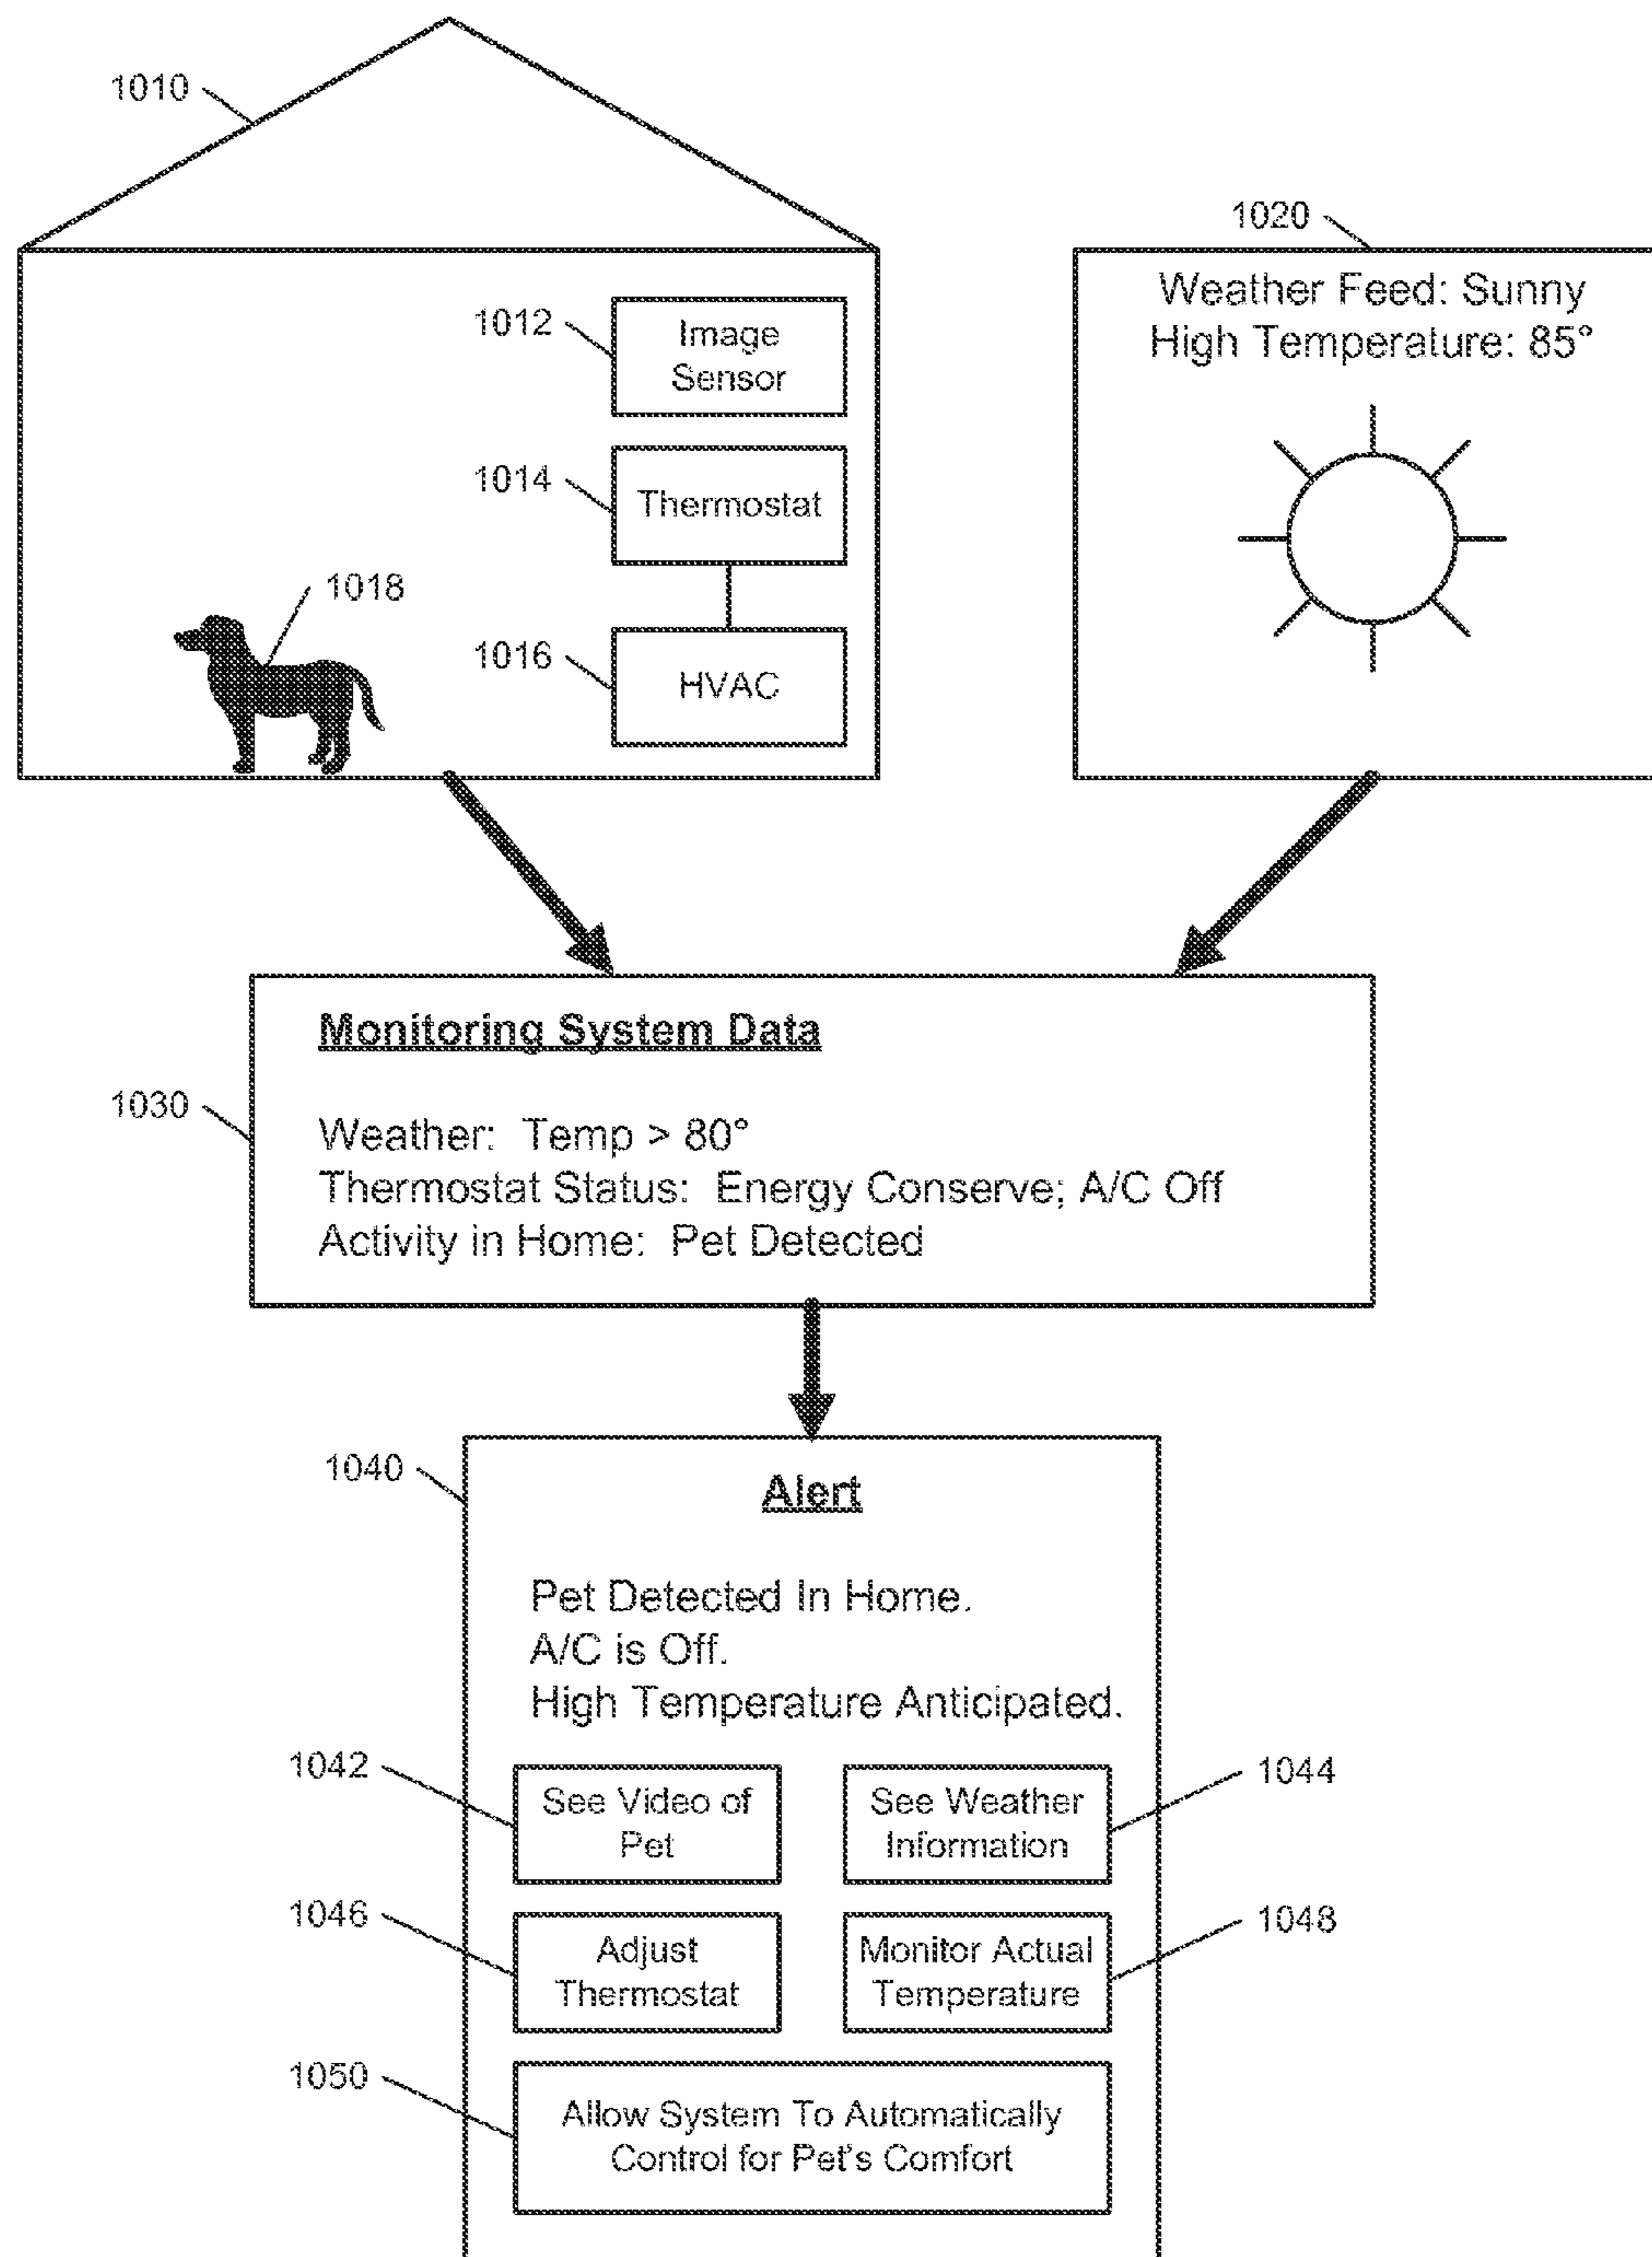 1010
1020
Weather Feed: Sunny
High Temperature: 85°
1012
Image
Sensor
1014
Thermostat
1018
1016
HVAC
Monitoring System Data
1030
Weather: Temp > 80°
Thermostat Status: Energy Conserve; A/C Off
Activity in Home: Pet Detected
1040
Alert
Pet Detected In Home.
A/C is Off.
High Temperature Anticipated.
1042
See Video of
Pet
See Weather
Information
1044
1046
Adjust
Thermostat
Monitor Actual
Temperature
1048
1050
Allow System To Automatically
Control for Pet's Comfort